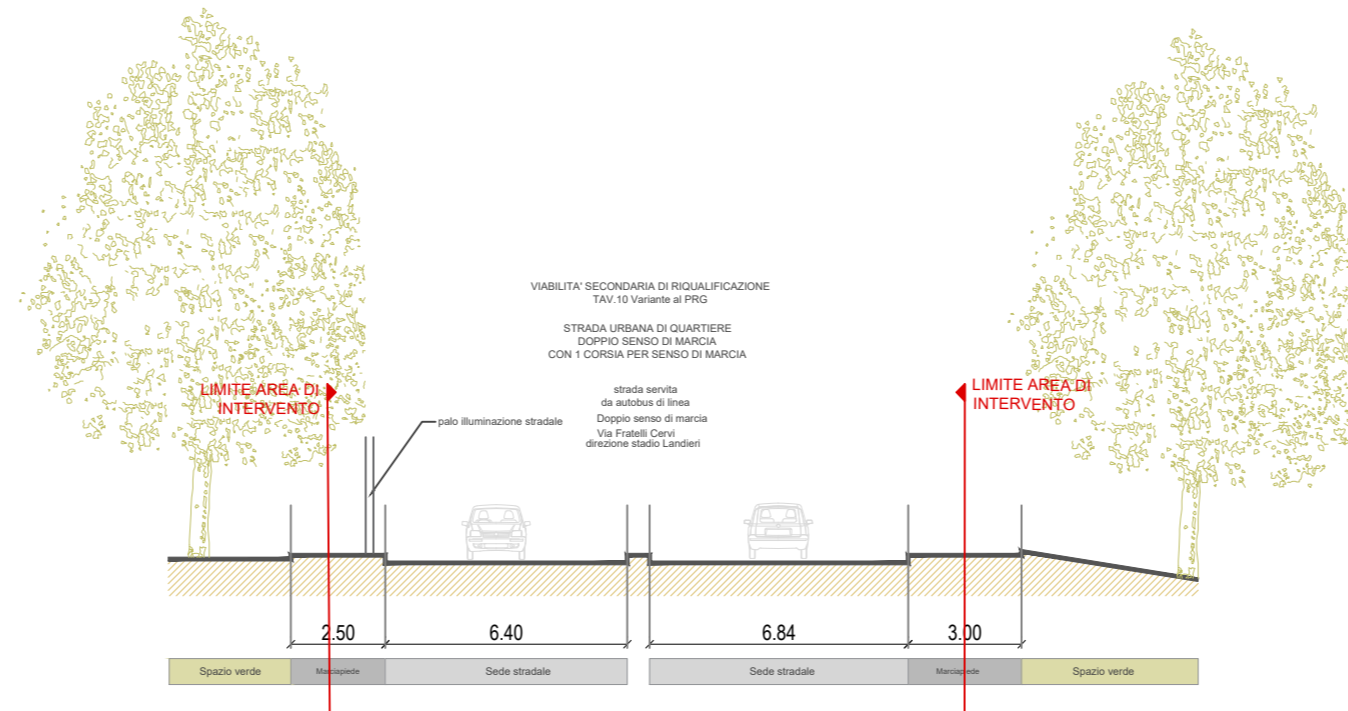 VIABILITA' SECONDARIA DI RIQUALIFICAZIONE
TAV.10 Variante al PRG
STRADA URBANA DI QUARTIERE
DOPPIO SENSO DI MARCIA
CON 1 CORSIA PER SENSO DI MARCIA
LIMITE AREA DI
INTERVENTO
palo illuminazione stradale
strada servita
da autobus di linea
Doppio senso di marcia
Via Fratelli Cervi
direzione stadio Landieri
LIMITE AREA DI
INTERVENTO
2.50
6.40
6.84
3.00
Spazio verde
Marciapiede
Sede stradale
Sede stradale
Marciapiede
Spazio verde